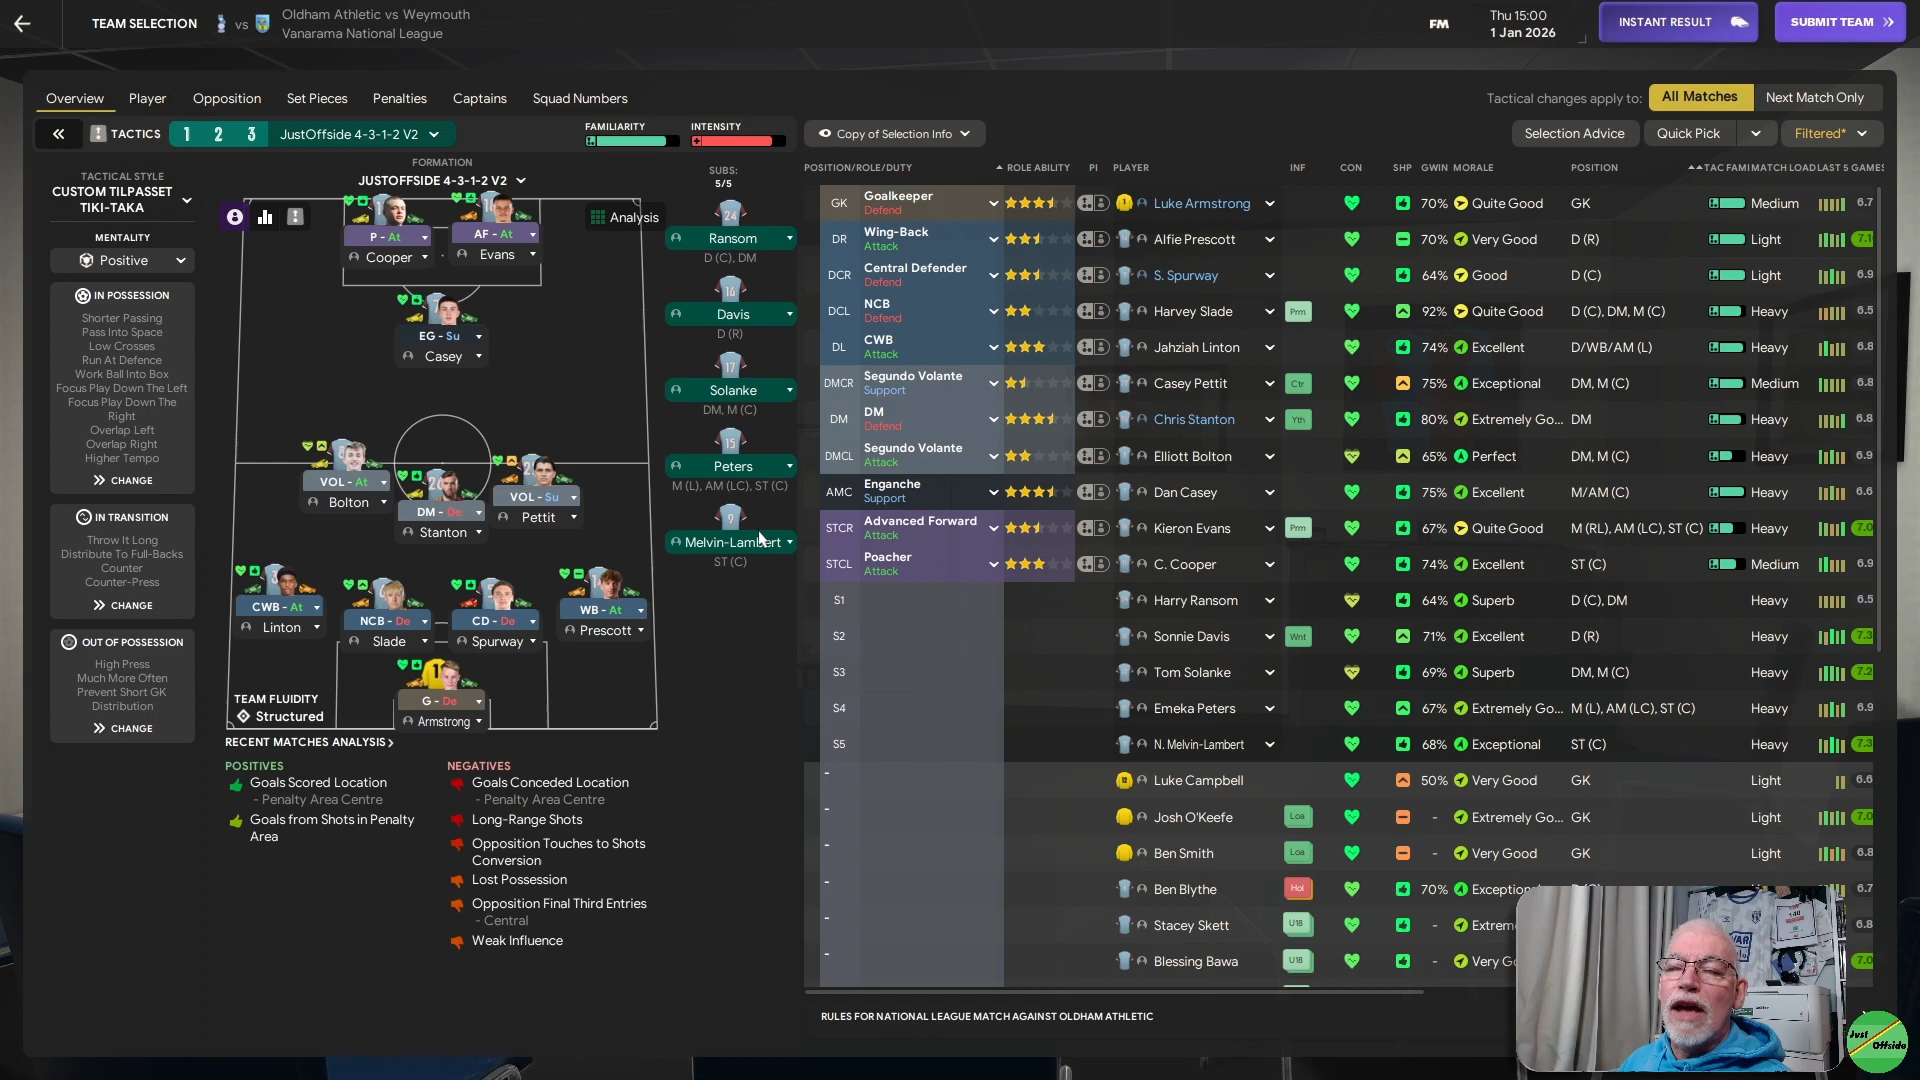 TEAM SELECTION
vs
Oldham Athletic vs Weymouth
Vanarama National League
FM
Thu 15:00
1 Jan 2026
INSTANT RESULT
SUBMIT TEAM
Overview
Player
Opposition
Set Pieces
Penalties
Captains
Squad Numbers
Tactical changes apply to:
All Matches
Next Match Only
TACTICS
1 2 3
JustOffside 4-3-1-2 V2
FAMILIARITY
INTENSITY
Copy of Selection Info
Selection Advice
Quick Pick
Filtered*
TACTICAL STYLE
CUSTOM TILPASSET
TIKI-TAKA
MENTALITY
Positive
IN POSSESSION
Shorter Passing
Pass Into Space
Low Crosses
Run At Defence
Work Ball Into Box
Focus Play Down The Left
Focus Play Down The
Right
Overlap Left
Overlap Right
Higher Tempo
CHANGE
IN TRANSITION
Throw It Long
Distribute To Full-Backs
Counter
Counter-Press
CHANGE
OUT OF POSSESSION
High Press
Much More Often
Prevent Short GK
Distribution
CHANGE
FORMATION
JUSTOFFSIDE 4-3-1-2 V2
Analysis
P - At
Cooper
AF - At
Evans
EG - Su
Casey
VOL - At
Bolton
DM - De
Stanton
VOL - Su
Pettit
CWB - At
Linton
NCB - De
Slade
CD - De
Spurway
WB - At
Prescott
G - De
Armstrong
TEAM FLUIDITY
Structured
SUBS:
5/5
24
Ransom
D (C), DM
16
Davis
D (R)
17
Solanke
DM, M (C)
15
Peters
M (L), AM (LC), ST (C)
9
Melvin-Lambert
ST (C)
RECENT MATCHES ANALYSIS
POSITIVES
Goals Scored Location
- Penalty Area Centre
Goals from Shots in Penalty
Area
NEGATIVES
Goals Conceded Location
- Penalty Area Centre
Long-Range Shots
Opposition Touches to Shots
Conversion
Lost Possession
Opposition Final Third Entries
- Central
Weak Influence
POSITION/ROLE/DUTY ROLE ABILITY PI PLAYER INF CON SHP GWIN MORALE POSITION TAC FAMI MATCH LOAD LAST 5 GAMES
GK Goalkeeper Defend Luke Armstrong 70% Quite Good GK Medium 6.7
DR Wing-Back Attack Alfie Prescott 70% Very Good D (R) Light 7.1
DCR Central Defender Defend S. Spurway 64% Good D (C) Light 6.9
DCL NCB Defend Harvey Slade Prm 92% Quite Good D (C), DM, M (C) Heavy 6.5
DL CWB Attack Jahziah Linton 74% Excellent D/WB/AM (L) Heavy 6.8
DMCR Segundo Volante Support Casey Pettit Ctr 75% Exceptional DM, M (C) Medium 6.8
DM DM Defend Chris Stanton Yth 80% Extremely Go... DM Heavy 6.8
DMCL Segundo Volante Attack Elliott Bolton 65% Perfect DM, M (C) Heavy 6.9
AMC Enganche Support Dan Casey 75% Excellent M/AM (C) Heavy 6.6
STCR Advanced Forward Attack Kieron Evans Prm 67% Quite Good M (RL), AM (LC), ST (C) Heavy 7.0
STCL Poacher Attack C. Cooper 74% Excellent ST (C) Medium 6.9
S1 Harry Ransom 64% Superb D (C), DM Heavy 6.5
S2 Sonnie Davis Wnt 71% Excellent D (R) Heavy 7.3
S3 Tom Solanke 69% Superb DM, M (C) Heavy 7.2
S4 Emeka Peters 67% Extremely Go... M (L), AM (LC), ST (C) Heavy 6.9
S5 N. Melvin-Lambert 68% Exceptional ST (C) Heavy 7.3
- Luke Campbell 50% Very Good GK Light 6.6
- Josh O'Keefe Loa - Extremely Go... GK Light 7.0
- Ben Smith Loa - Very Good GK Light 6.8
- Ben Blythe Hol 70% Exceptiona 6.7
- Stacey Skett U18 - Extrem 6.8
- Blessing Bawa U18 - Very G 7.0
RULES FOR NATIONAL LEAGUE MATCH AGAINST OLDHAM ATHLETIC
140
Just
Offside